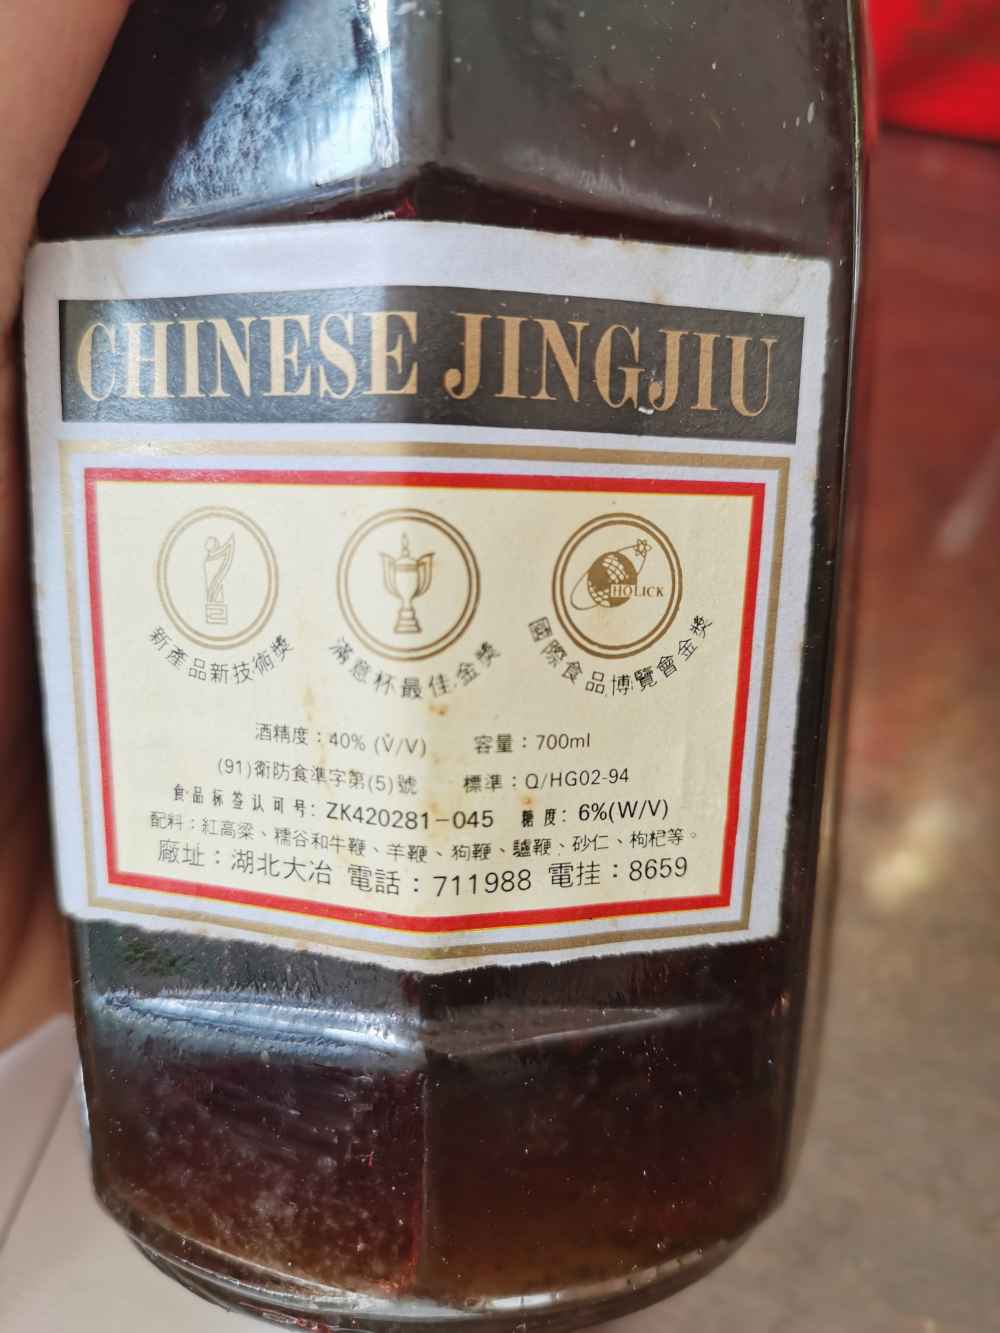 CHINESE JINGJIU
HOLICK
新產品新技術獎
滿意杯最佳金獎
國際食品博覽會金獎
酒精度：40% (V/V) 容量：700ml
(91)衛防食準字第(5)號 標準：Q/HG02-94
食品标签认可号：ZK420281－045 糖度：6%(W/V)
配料：紅高粱、糯谷和牛鞭、羊鞭、狗鞭、驢鞭、砂仁、枸杞等。
廠址：湖北大冶 電話：711988 電挂：8659